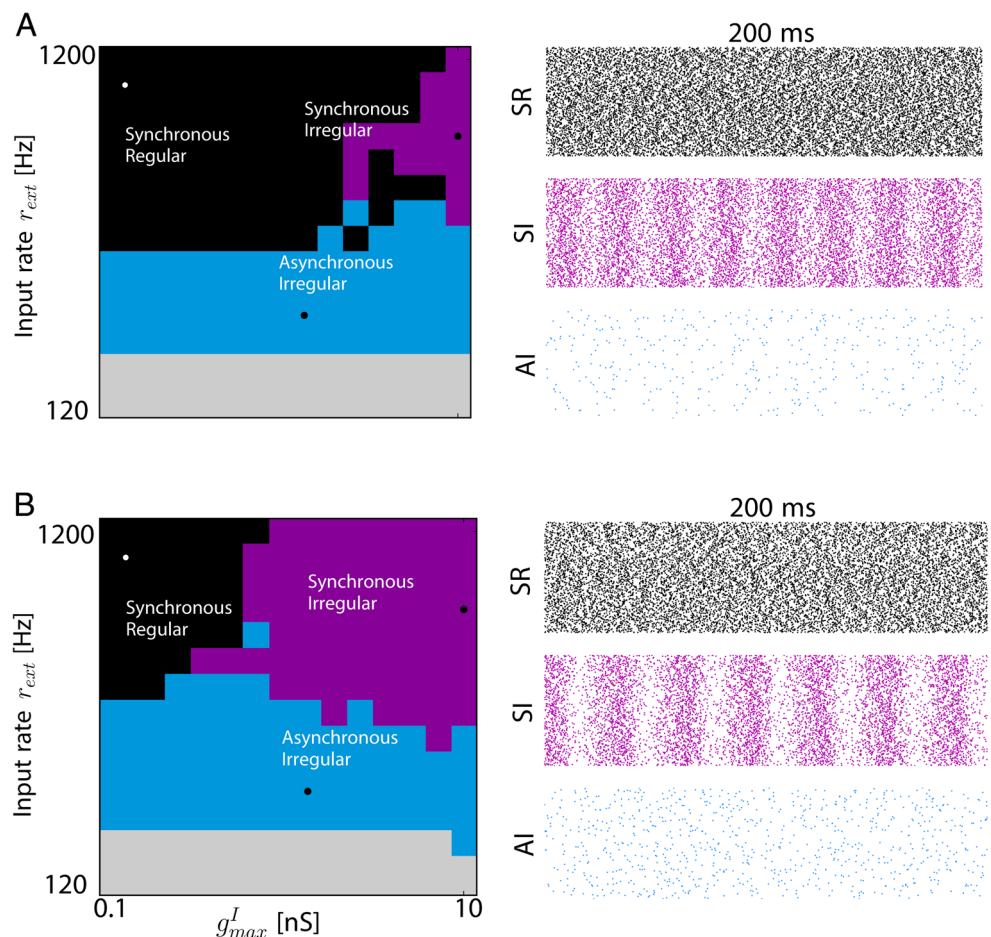 A
200 ms
1200
Input rate r_ext [Hz]
Synchronous
Regular
Synchronous
Irregular
Asynchronous
Irregular
120
SR
SI
AI
B
200 ms
1200
Input rate r_ext [Hz]
Synchronous
Regular
Synchronous
Irregular
Asynchronous
Irregular
120
0.1
g^I_max [nS]
10
SR
SI
AI